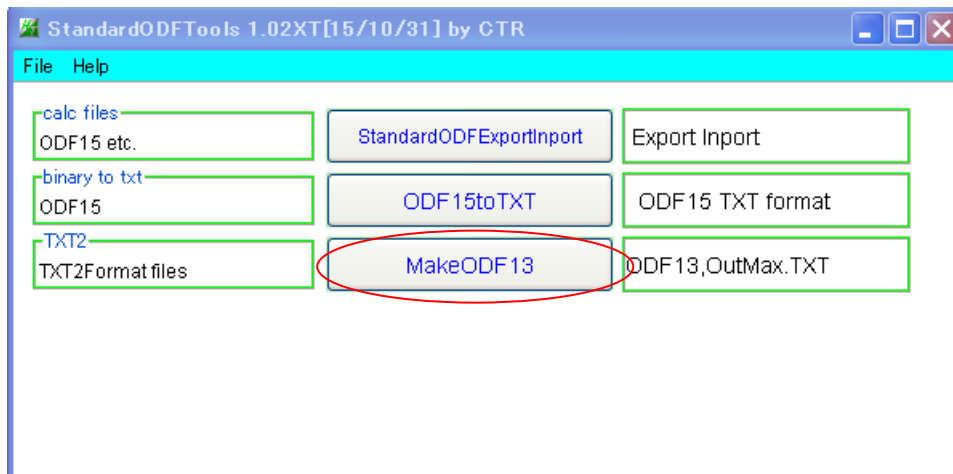 StandardODFTools 1.02XT[15/10/31] by CTR
File Help
calc files
ODF15 etc.
StandardODFExportInport
Export Inport
binary to txt
ODF15
ODF15toTXT
ODF15 TXT format
TXT2
TXT2Format files
MakeODF13
ODF13,OutMax.TXT